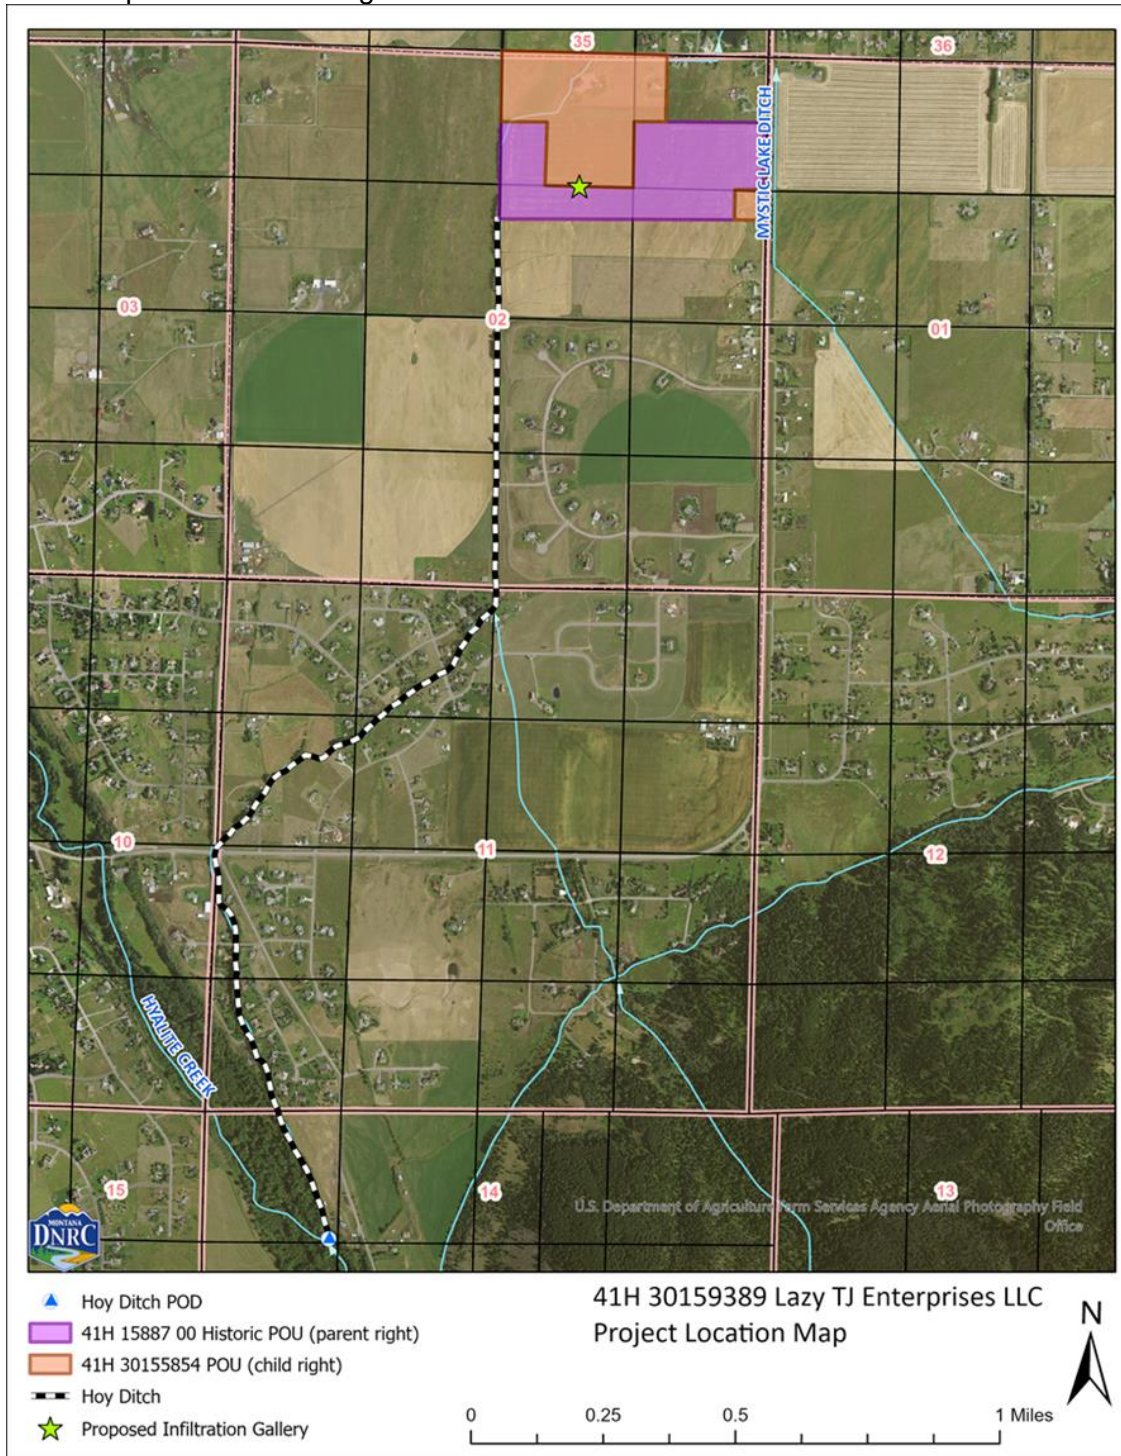 35
36
MYSTIC LAKE DITCH
03
02
01
10
11
12
HYALITE CREEK
15
14
13
U.S. Department of Agriculture Farm Services Agency Aerial Photography Field
Office
MONTANA
DNRC
Hoy Ditch POD
41H 15887 00 Historic POU (parent right)
41H 30155854 POU (child right)
Hoy Ditch
Proposed Infiltration Gallery
41H 30159389 Lazy TJ Enterprises LLC
Project Location Map
N
0 0.25 0.5 1 Miles